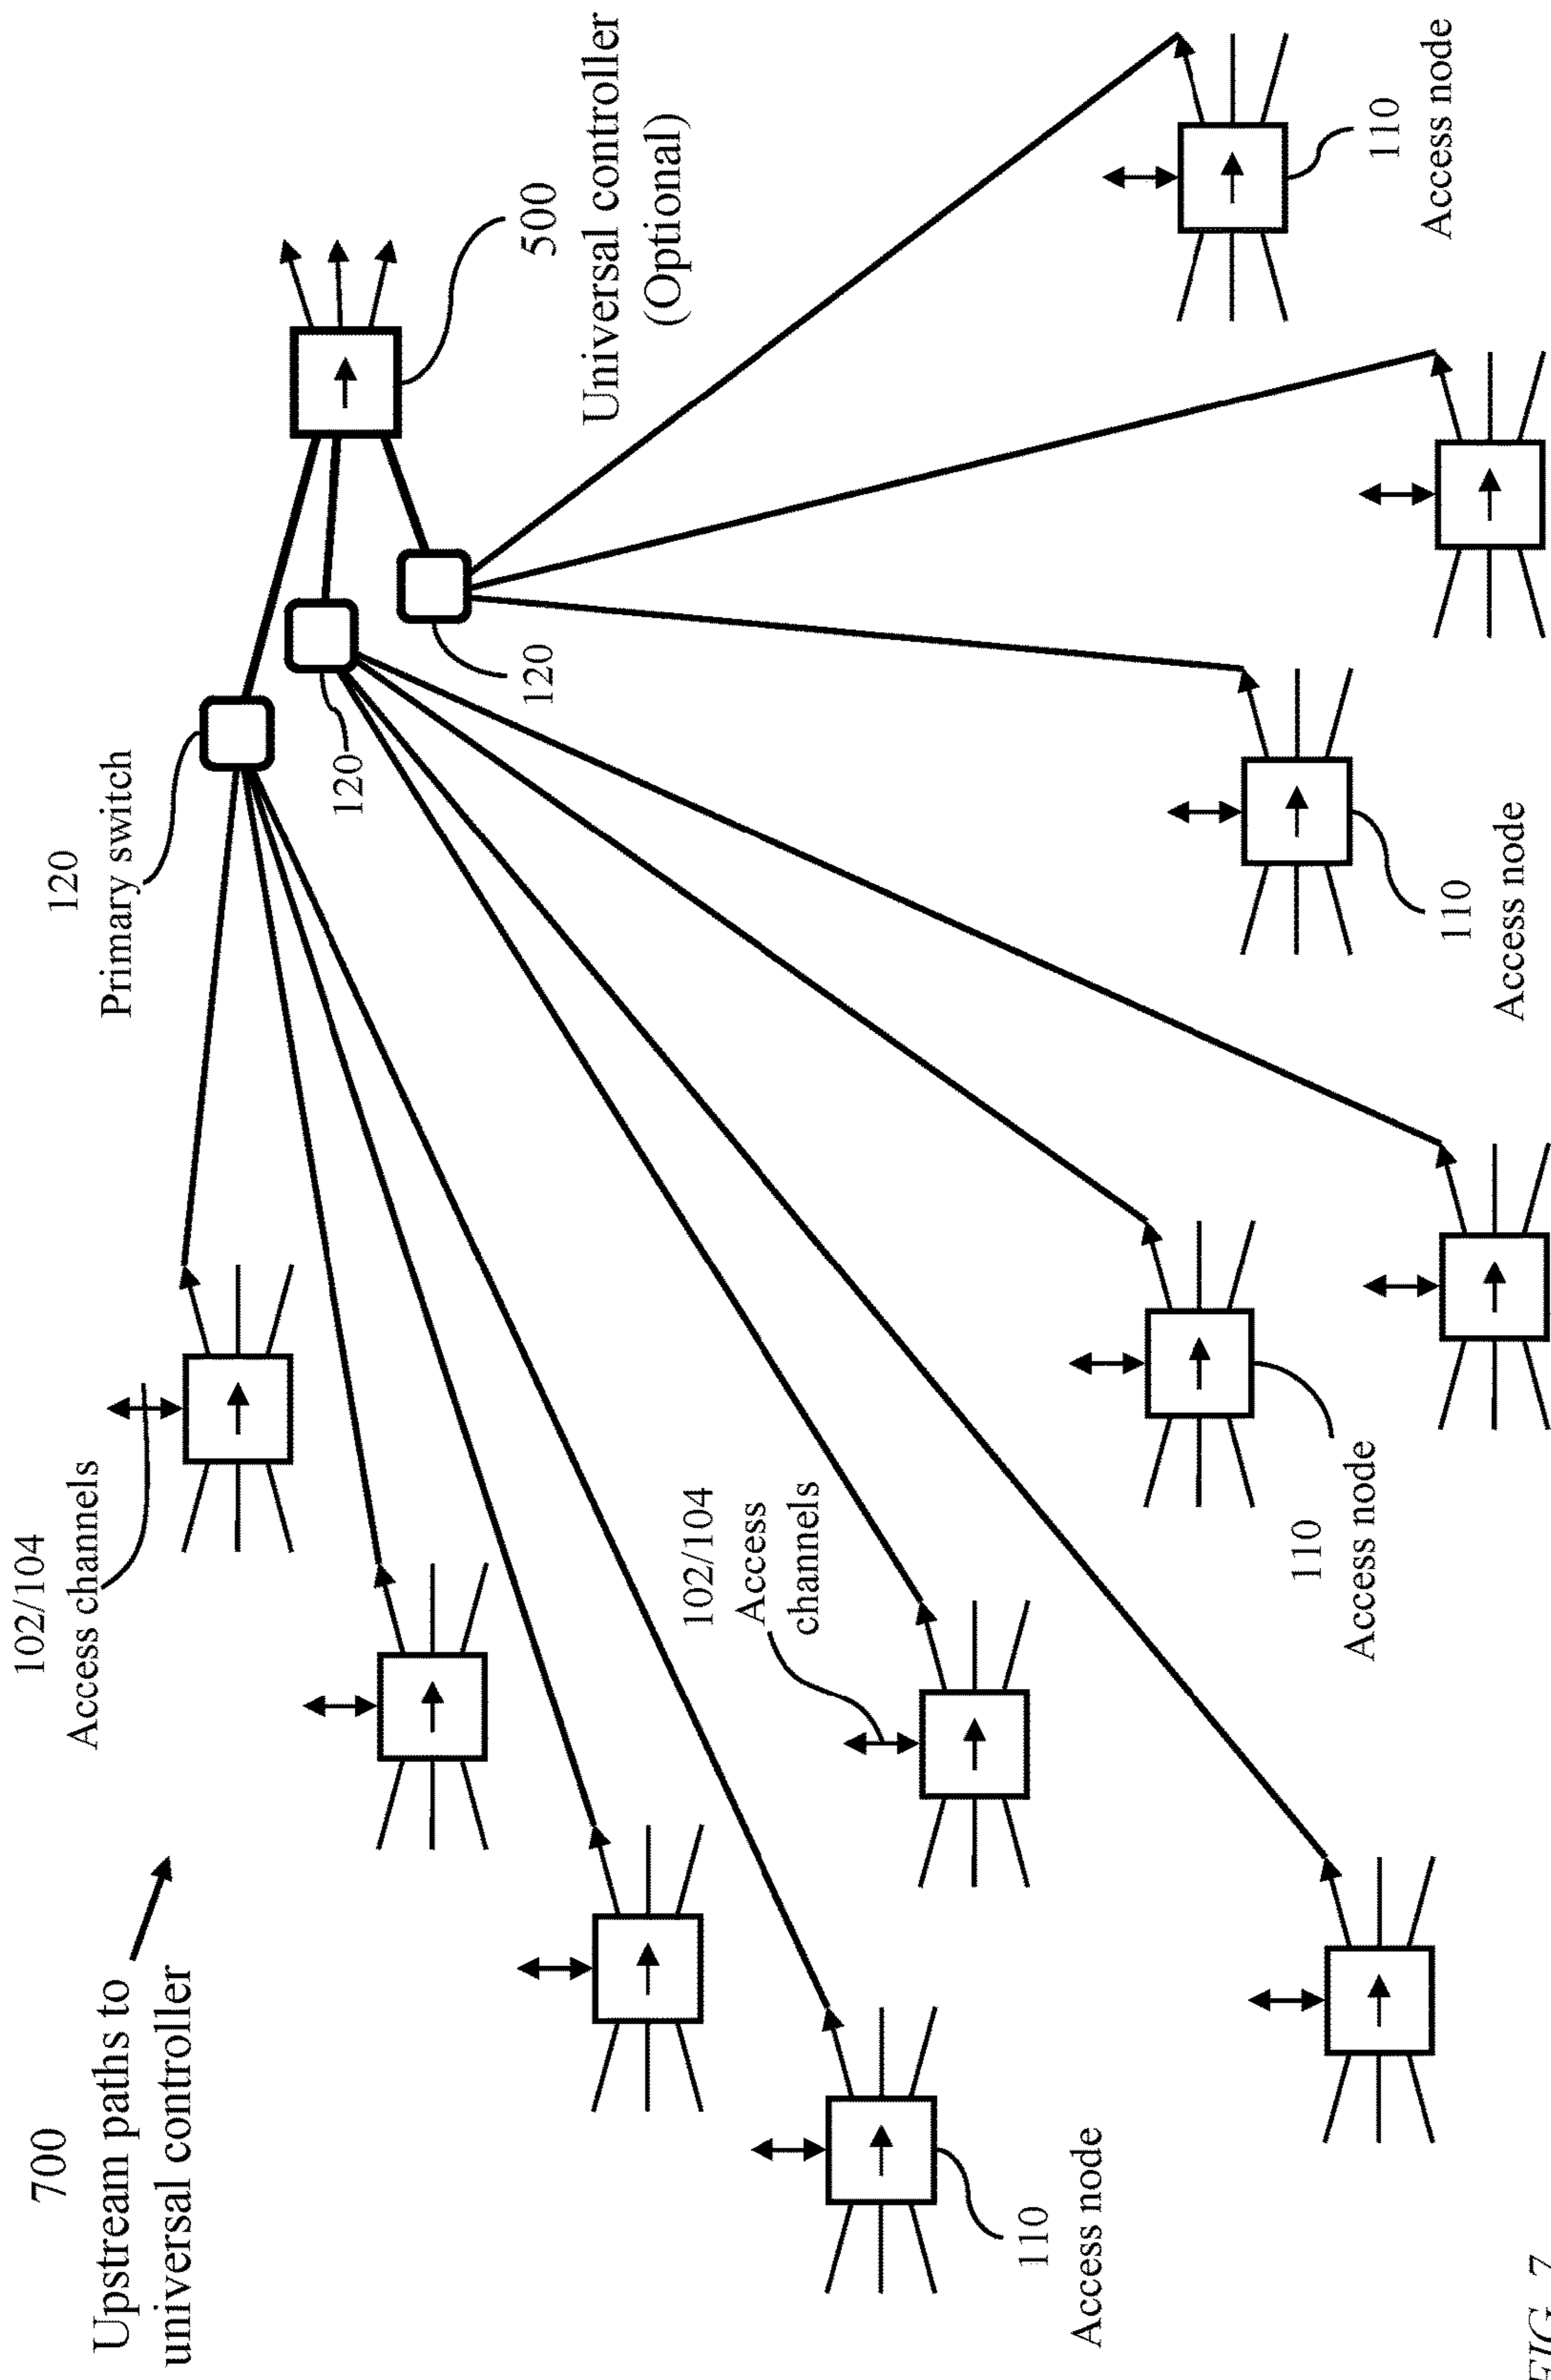 700
Upstream paths to
universal controller
102/104
Access channels
120
Primary switch
120
120
500
Universal controller
(Optional)
102/104
Access
channels
110
Access node
110
Access node
110
Access node
110
Access node
FIG. 7